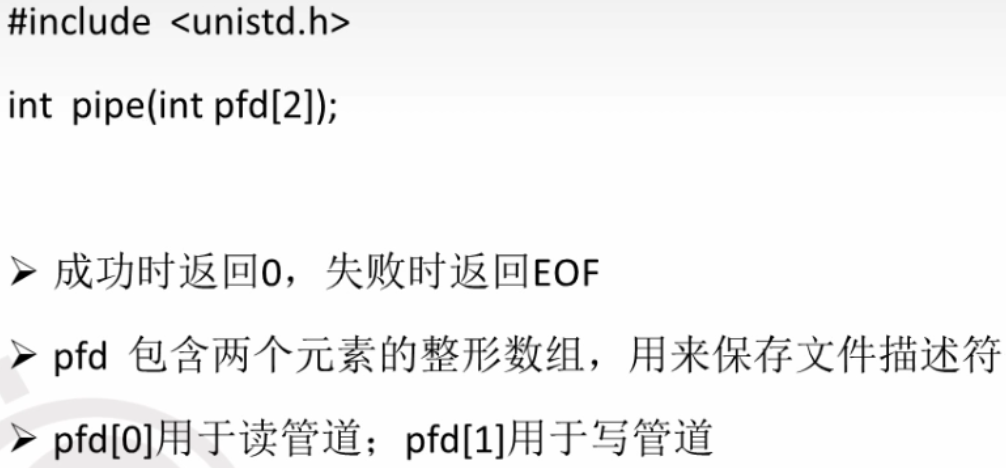 #include <unistd.h>
int pipe(int pfd[2]);
➢ 成功时返回0，失败时返回EOF
➢ pfd 包含两个元素的整形数组，用来保存文件描述符
➢ pfd[0]用于读管道；pfd[1]用于写管道